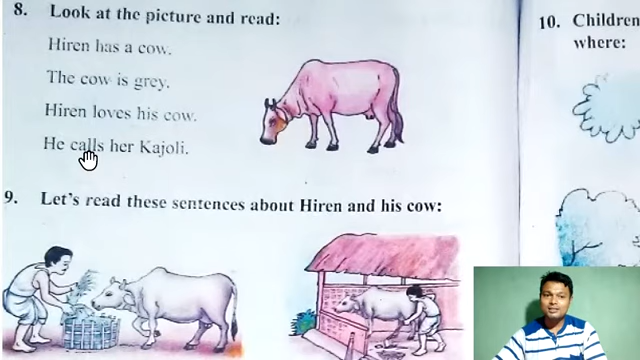 8. Look at the picture and read:
Hiren has a cow.
The cow is grey.
Hiren loves his cow.
He calls her Kajoli.
9. Let's read these sentences about Hiren and his cow:
10. Children
where: